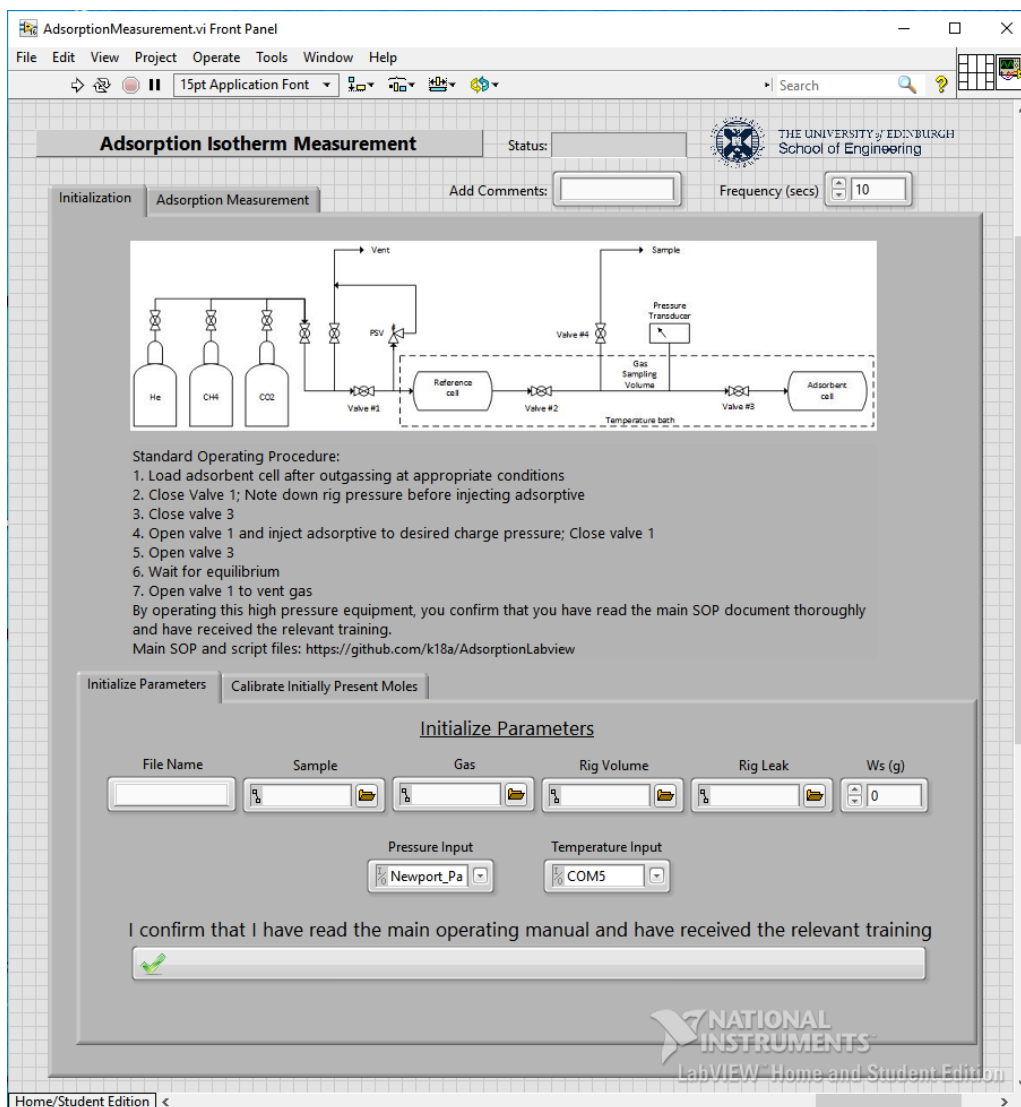 AdsorptionMeasurement.vi Front Panel
File Edit View Project Operate Tools Window Help
15pt Application Font
Search
Adsorption Isotherm Measurement
Status:
THE UNIVERSITY of EDINBURGH
School of Engineering
Add Comments:
Frequency (secs) 10
Initialization
Adsorption Measurement
Vent
Sample
Pressure
Transducer
PSV
Valve #4
Gas
Sampling
Volume
He
CH4
CO2
Reference
cell
Adsorbent
cell
Valve #1
Valve #2
Valve #3
Temperature bath
Standard Operating Procedure:
1. Load adsorbent cell after outgassing at appropriate conditions
2. Close Valve 1; Note down rig pressure before injecting adsorptive
3. Close valve 3
4. Open valve 1 and inject adsorptive to desired charge pressure; Close valve 1
5. Open valve 3
6. Wait for equilibrium
7. Open valve 1 to vent gas
By operating this high pressure equipment, you confirm that you have read the main SOP document thoroughly
and have received the relevant training.
Main SOP and script files: https://github.com/k18a/AdsorptionLabview
Initialize Parameters
Calibrate Initially Present Moles
Initialize Parameters
File Name Sample Gas Rig Volume Rig Leak Ws (g)
0
Pressure Input Temperature Input
Newport_Pa COM5
I confirm that I have read the main operating manual and have received the relevant training
NATIONAL
INSTRUMENTS
LabVIEW™ Home and Student Edition
Home/Student Edition